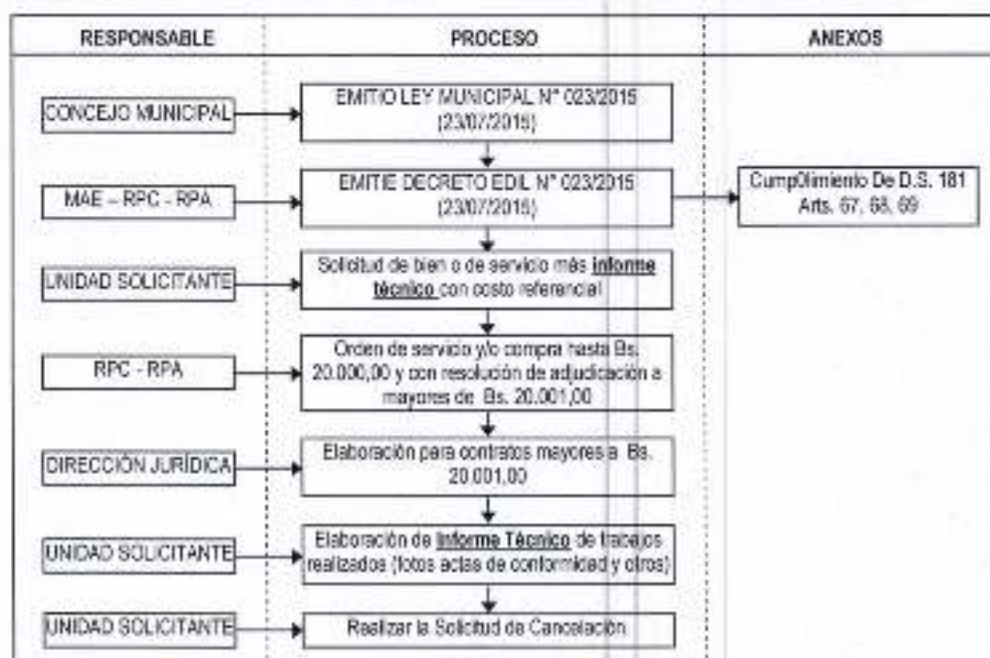 RESPONSABLE PROCESO ANEXOS
CONCEJO MUNICIPAL
EMITIO LEY MUNICIPAL N° 023/2015
(23/07/2015)
MAE – RPC - RPA
EMITIE DECRETO EDIL N° 023/2015
(23/07/2015)
Cump0limiento De D.S. 181
Arts. 67, 68, 69
UNIDAD SOLICITANTE
Solicitud de bien o de servicio más informe
técnico con costo referencial
RPC - RPA
Orden de servicio y/o compra hasta Bs.
20.000,00 y con resolución de adjudicación a
mayores de Bs. 20.001,00
DIRECCIÓN JURÍDICA
Elaboración para contratos mayores a Bs.
20.001,00
UNIDAD SOLICITANTE
Elaboración de Informe Técnico de trabajos
realizados (fotos actas de conformidad y otros)
UNIDAD SOLICITANTE
Realizar la Solicitud de Cancelación